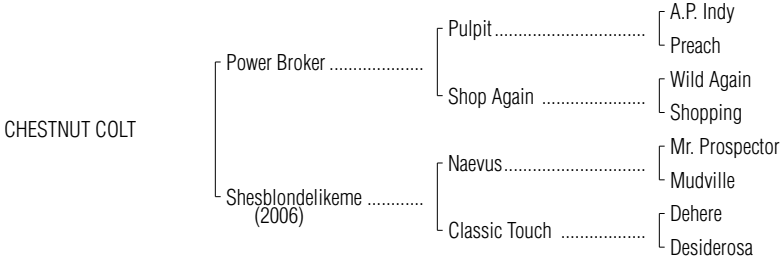 A.P. Indy
Pulpit..............................
Preach
Power Broker ...................
Wild Again
Shop Again .....................
Shopping
CHESTNUT COLT
Mr. Prospector
Naevus............................
Mudville
Shesblondelikeme ............
(2006)
Dehere
Classic Touch .................
Desiderosa